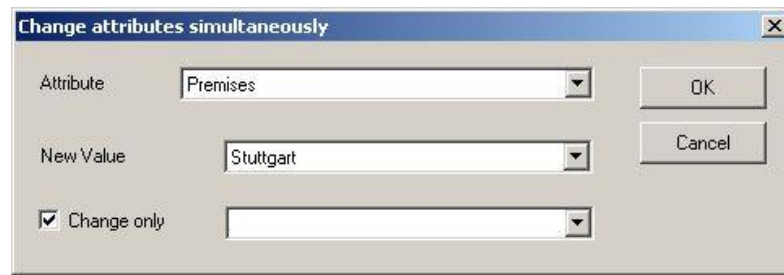 Change attributes simultaneously
Attribute Premises OK
New Value Stuttgart Cancel
Change only